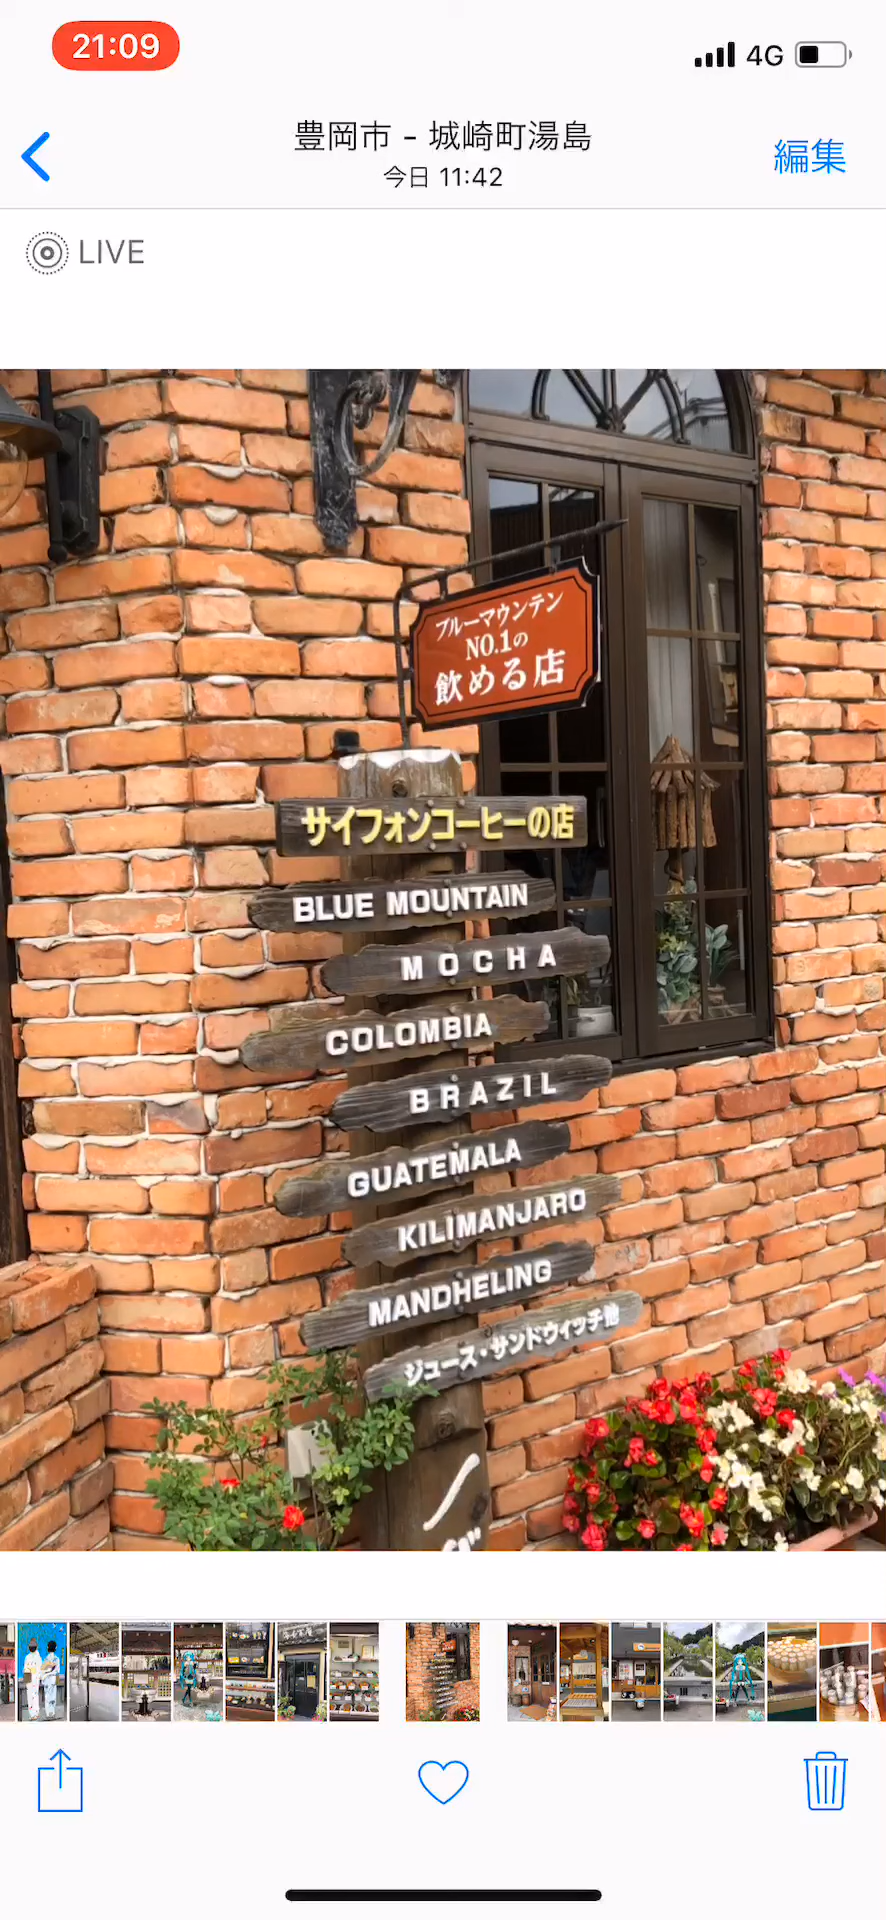 21:09
4G
豊岡市 - 城崎町湯島
今日 11:42
編集
LIVE
ブルーマウンテン
NO.1の
飲める店
サイフォンコーヒーの店
BLUE MOUNTAIN
MOCHA
COLOMBIA
BRAZIL
GUATEMALA
KILIMANJARO
MANDHELING
ジュース・サンドウィッチ他